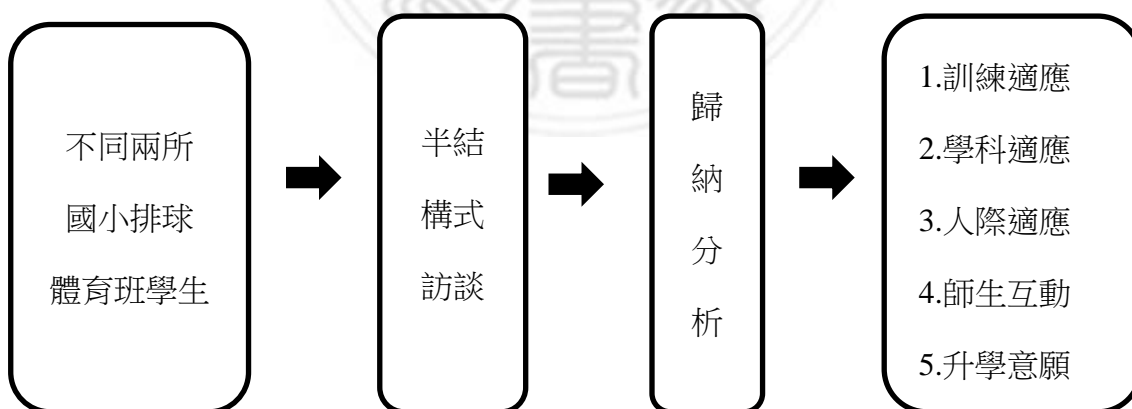 不同兩所
國小排球
體育班學生
半結
構式
訪談
歸
納
分
析
1.訓練適應
2.學科適應
3.人際適應
4.師生互動
5.升學意願